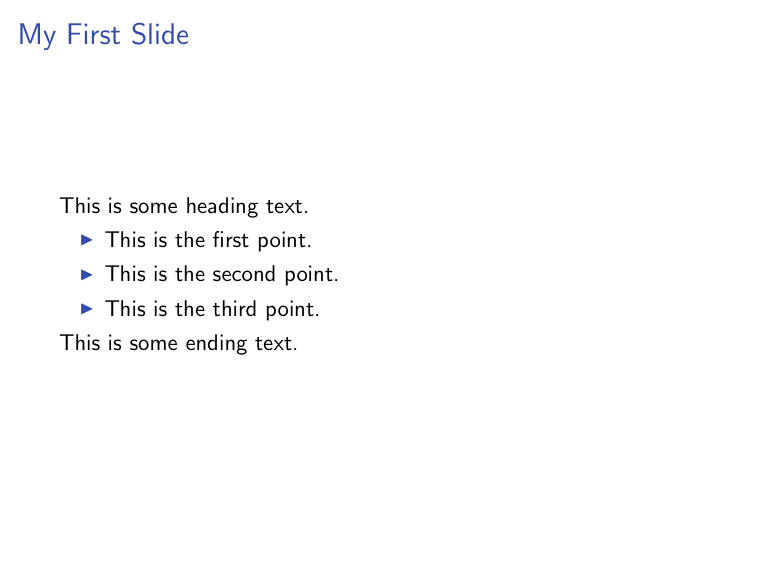 My First Slide
This is some heading text.
▶ This is the first point.
▶ This is the second point.
▶ This is the third point.
This is some ending text.